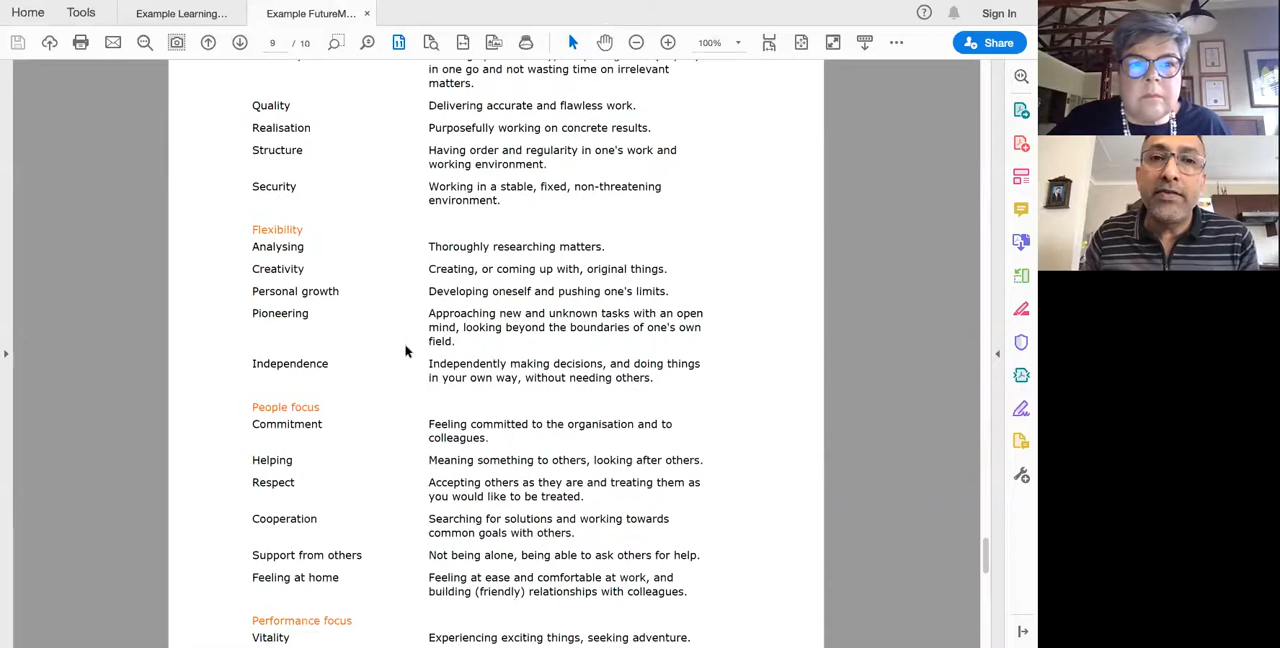 Home Tools Example Learning... Example FutureM... × Sign In
9 / 10 100% Share
in one go and not wasting time on irrelevant
matters.
Quality Delivering accurate and flawless work.
Realisation Purposefully working on concrete results.
Structure Having order and regularity in one's work and
working environment.
Security Working in a stable, fixed, non-threatening
environment.
Flexibility
Analysing Thoroughly researching matters.
Creativity Creating, or coming up with, original things.
Personal growth Developing oneself and pushing one's limits.
Pioneering Approaching new and unknown tasks with an open
mind, looking beyond the boundaries of one's own
field.
Independence Independently making decisions, and doing things
in your own way, without needing others.
People focus
Commitment Feeling committed to the organisation and to
colleagues.
Helping Meaning something to others, looking after others.
Respect Accepting others as they are and treating them as
you would like to be treated.
Cooperation Searching for solutions and working towards
common goals with others.
Support from others Not being alone, being able to ask others for help.
Feeling at home Feeling at ease and comfortable at work, and
building (friendly) relationships with colleagues.
Performance focus
Vitality Experiencing exciting things, seeking adventure.